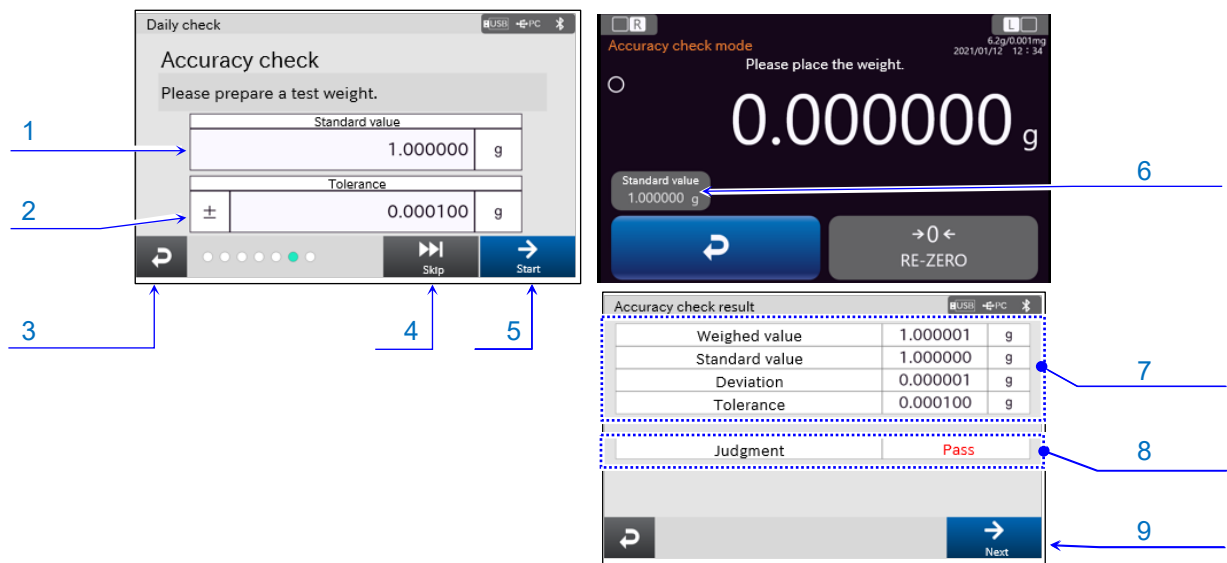 Daily check
USB PC
Accuracy check
Please prepare a test weight.
Standard value
1.000000 g
Tolerance
± 0.000100 g
Skip
Start
1
2
3
4
5
R
L
Accuracy check mode
6.2g/0.001mg
2021/01/12 12:34
Please place the weight.
0.000000 g
Standard value
1.000000 g
→0←
RE-ZERO
6
Accuracy check result
USB PC
Weighed value 1.000001 g
Standard value 1.000000 g
Deviation 0.000001 g
Tolerance 0.000100 g
Judgment Pass
Next
7
8
9